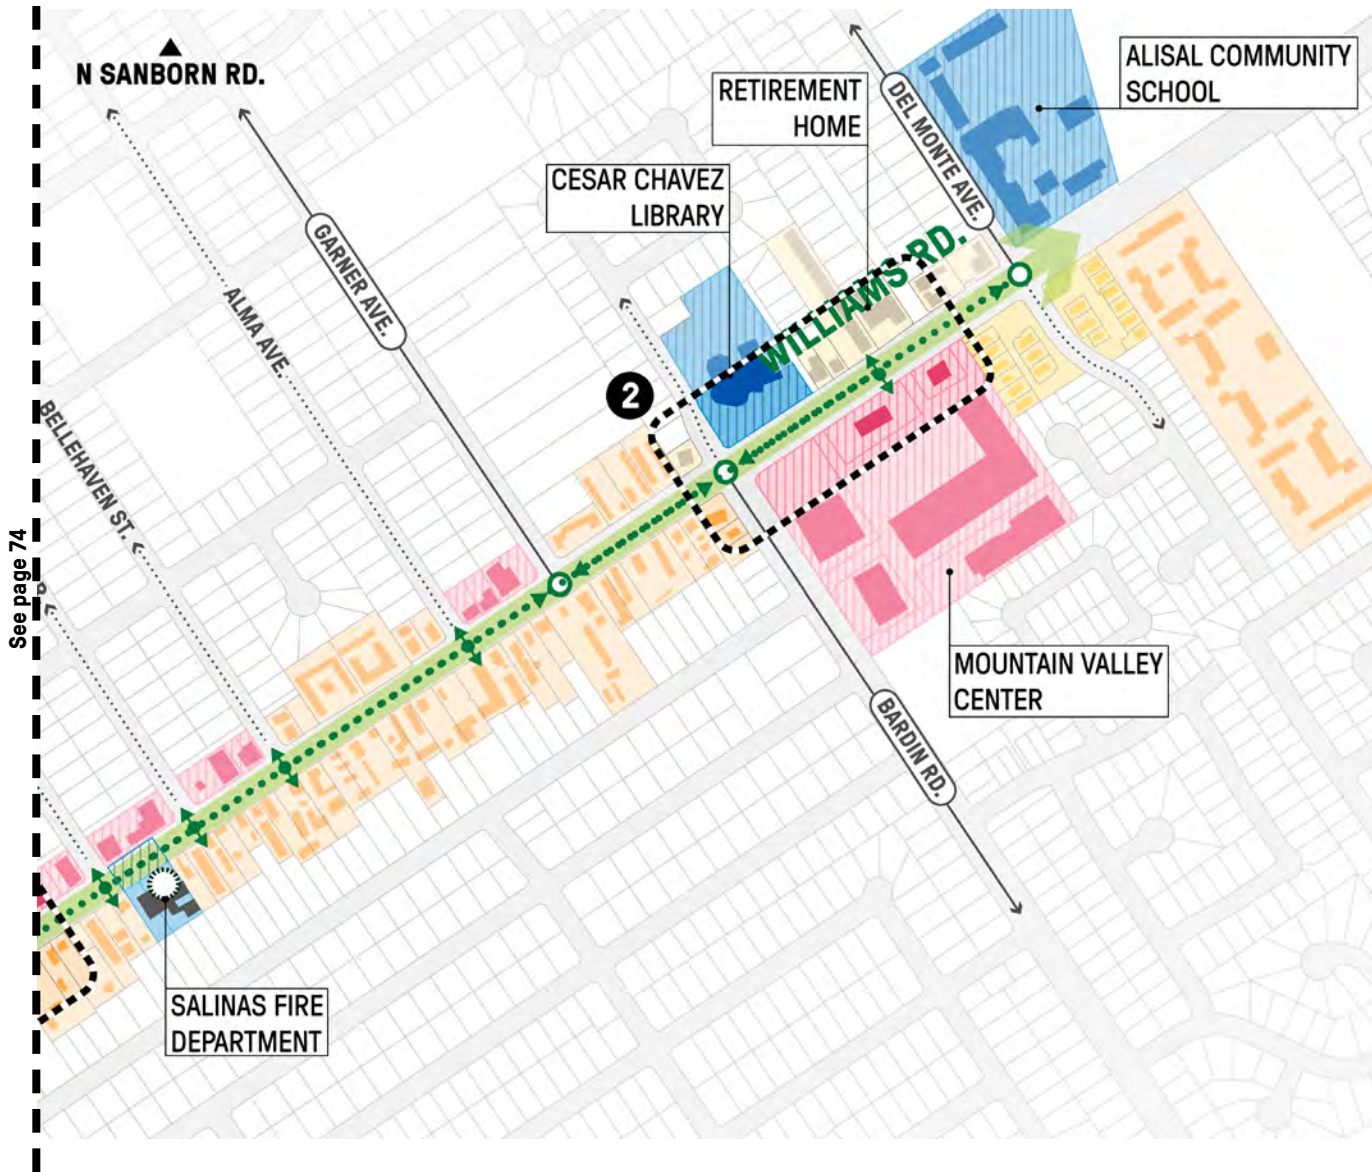 N SANBORN RD.
ALISAL COMMUNITY
SCHOOL
RETIREMENT
HOME
DEL MONTE AVE.
CESAR CHAVEZ
LIBRARY
GARNER AVE.
WILLIAMS RD.
ALMA AVE.
2
BELLEHAVEN ST.
See page 74
MOUNTAIN VALLEY
CENTER
BARDIN RD.
SALINAS FIRE
DEPARTMENT